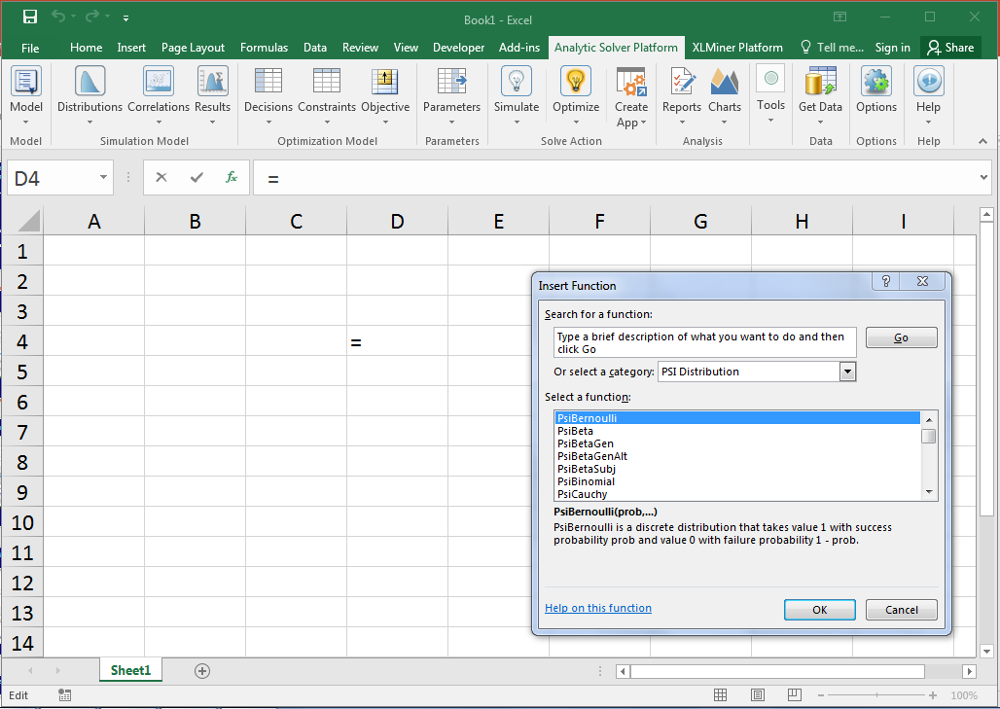 Book1 - Excel
File Home Insert Page Layout Formulas Data Review View Developer Add-ins Analytic Solver Platform XLMiner Platform Tell me... Sign in Share
Model Distributions Correlations Results Decisions Constraints Objective Parameters Simulate Optimize Create App Reports Charts Tools Get Data Options Help
Model Simulation Model Optimization Model Parameters Solve Action Analysis Data Options Help
D4 fx =
A B C D E F G H I
1
2
3
4 =
5
6
7
8
9
10
11
12
13
14
Insert Function ?
Search for a function:
Type a brief description of what you want to do and then
click Go
Go
Or select a category: PSI Distribution
Select a function:
PsiBernoulli
PsiBeta
PsiBetaGen
PsiBetaGenAlt
PsiBetaSubj
PsiBinomial
PsiCauchy
PsiBernoulli(prob,...)
PsiBernoulli is a discrete distribution that takes value 1 with success
probability prob and value 0 with failure probability 1 - prob.
Help on this function OK Cancel
Sheet1
Edit 100%